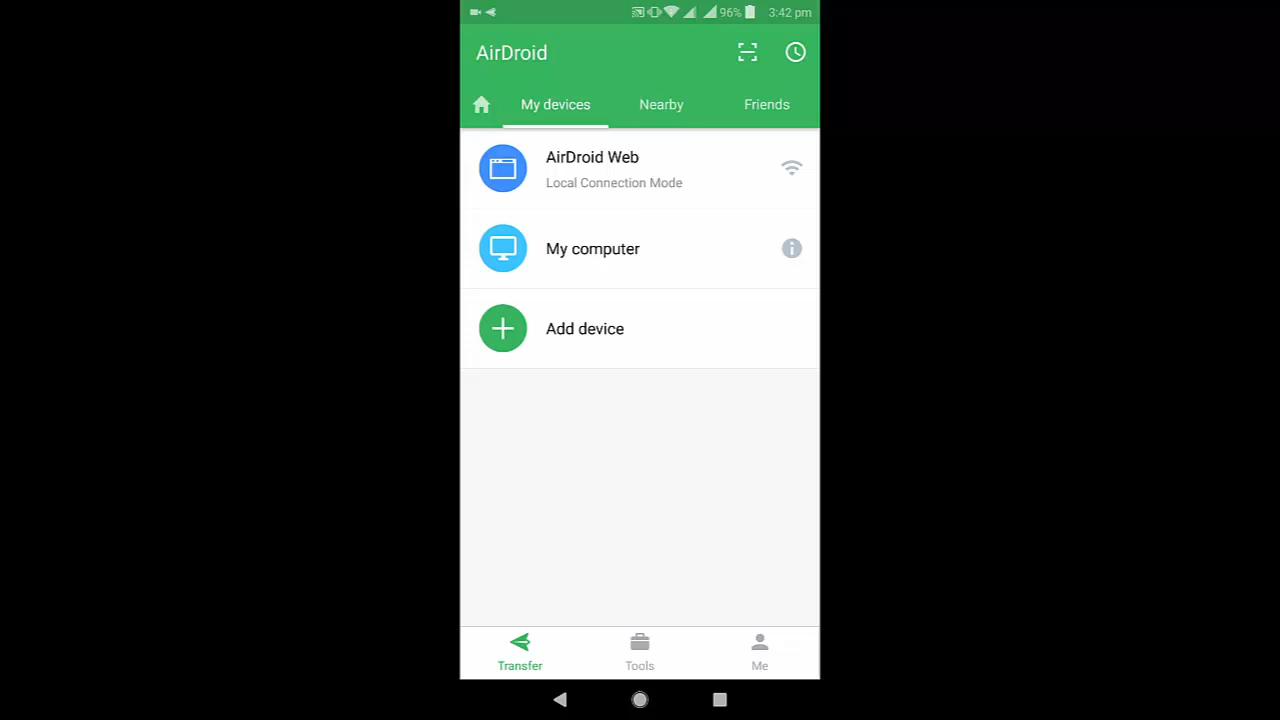 96% 3:42 pm
AirDroid
My devices Nearby Friends
AirDroid Web
Local Connection Mode
My computer
Add device
Transfer Tools Me